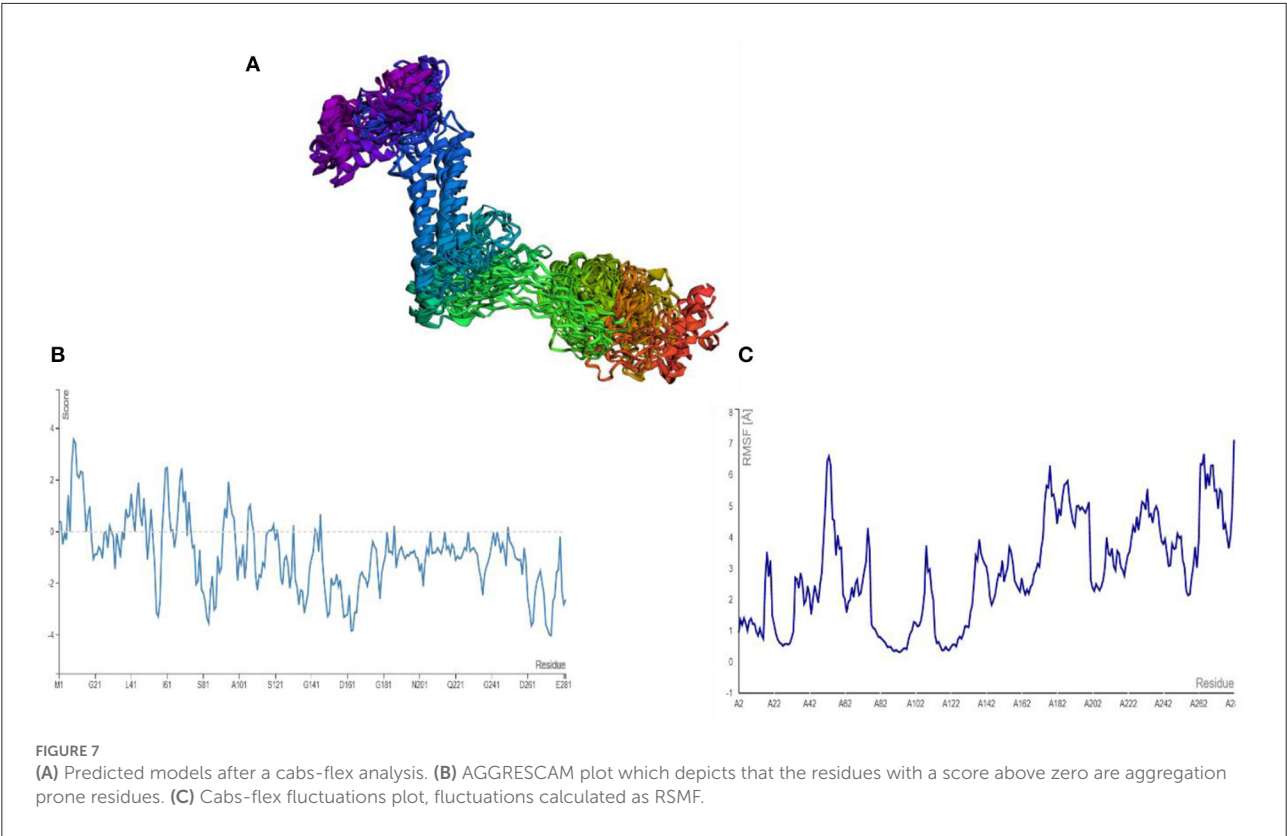 A
B
C
Score
4
2
0
-2
-4
Residue
M1 G21 L41 I61 S81 A101 S121 G141 D161 G181 N201 Q221 G241 D261 E281
RMSF [Å]
8
7
6
5
4
3
2
1
0
-1
Residue
A2 A22 A42 A62 A82 A102 A122 A142 A162 A182 A202 A222 A242 A262
FIGURE 7
(A) Predicted models after a cabs-flex analysis. (B) AGGRESCAM plot which depicts that the residues with a score above zero are aggregation
prone residues. (C) Cabs-flex fluctuations plot, fluctuations calculated as RSMF.